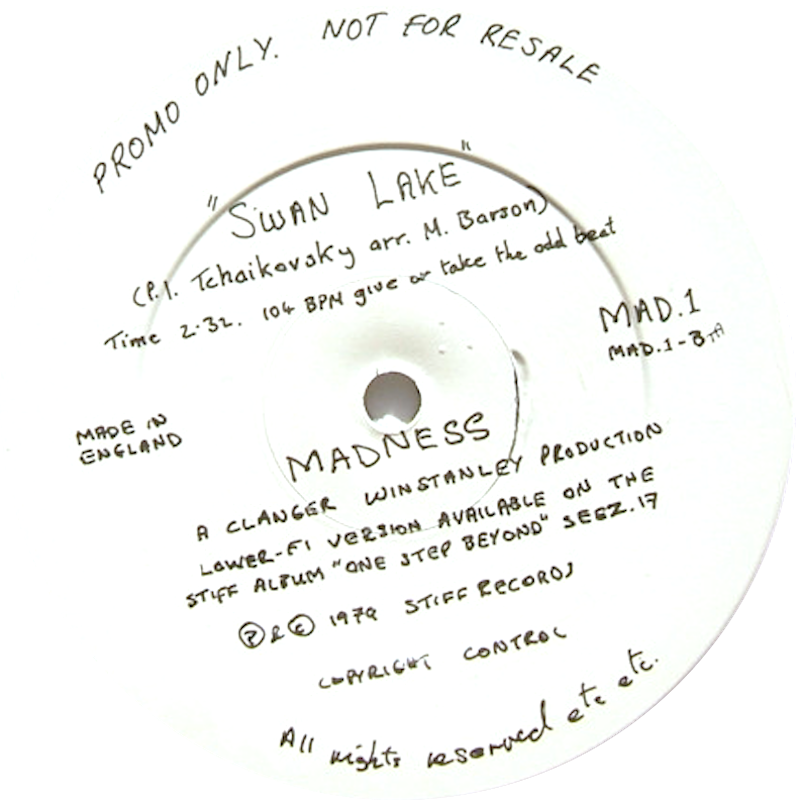 PROMO ONLY. NOT FOR RESALE
"SWAN LAKE"
(P.I. Tchaikovsky arr. M. Barson)
Time 2.32. 104 BPM give or take the odd beat
MAD.1
MAD.1-B
MADE IN
ENGLAND
MADNESS
A CLANGER WINSTANLEY PRODUCTION
LOWER-FI VERSION AVAILABLE ON THE
STIFF ALBUM "ONE STEP BEYOND" SEEZ.17
Ⓟ & © 1979 STIFF RECORDS
COPYRIGHT CONTROL
All rights reserved etc etc.